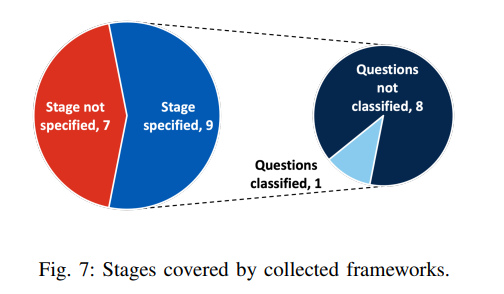 Stage not
specified, 7
Stage
specified, 9
Questions
not
classified, 8
Questions
classified, 1
Fig. 7: Stages covered by collected frameworks.